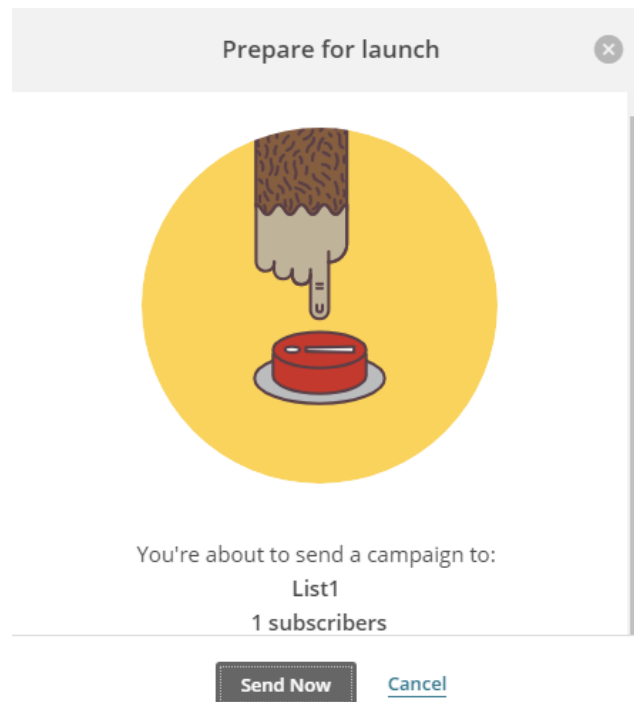 Prepare for launch
You're about to send a campaign to:
List1
1 subscribers
Send Now Cancel